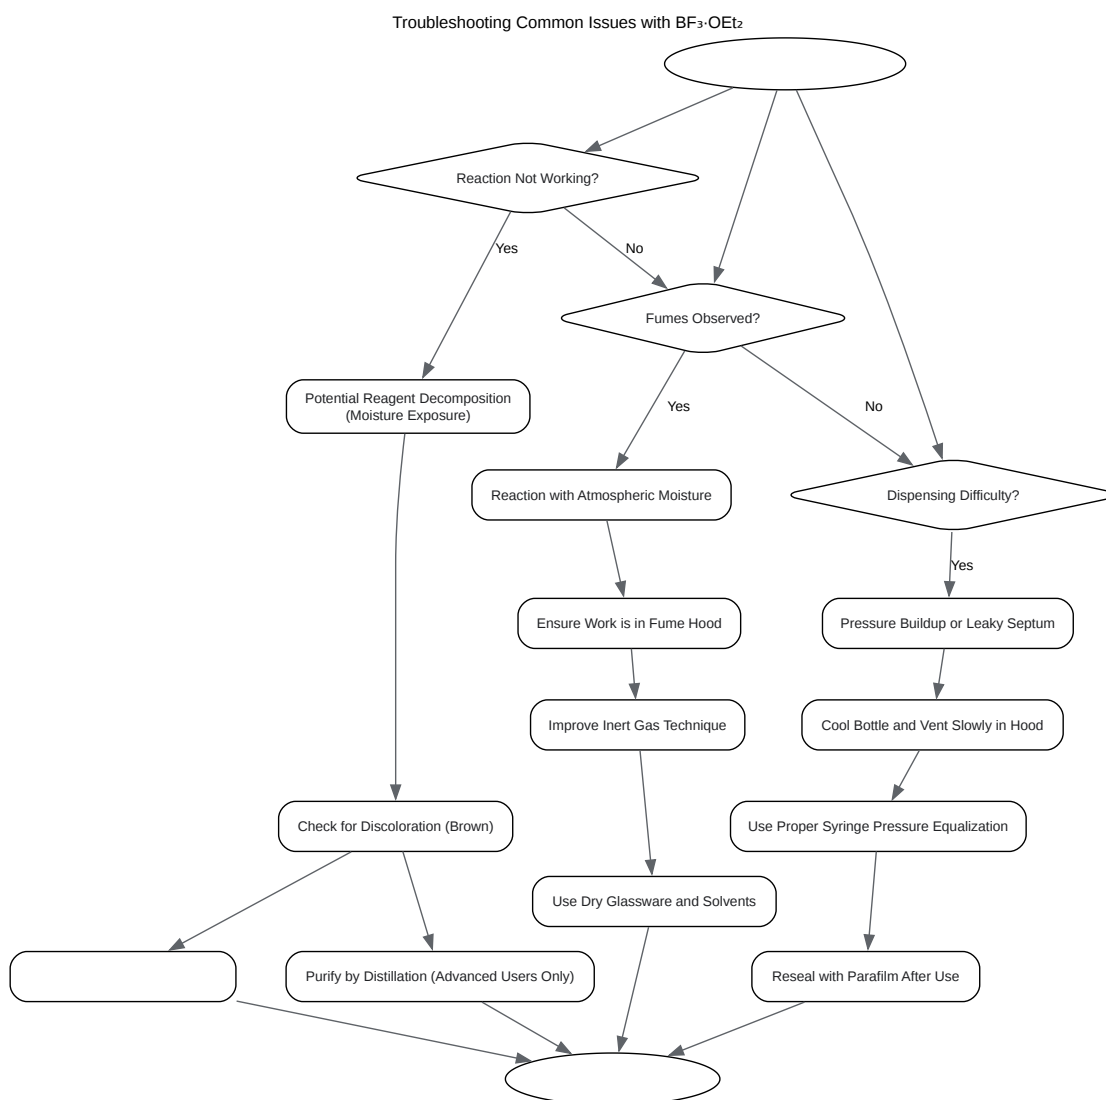 Troubleshooting Common Issues with BF₃·OEt₂
Reaction Not Working?
Yes
No
Fumes Observed?
Potential Reagent Decomposition
(Moisture Exposure)
Yes
No
Reaction with Atmospheric Moisture
Dispensing Difficulty?
Yes
Ensure Work is in Fume Hood
Pressure Buildup or Leaky Septum
Improve Inert Gas Technique
Cool Bottle and Vent Slowly in Hood
Check for Discoloration (Brown)
Use Proper Syringe Pressure Equalization
Use Dry Glassware and Solvents
Purify by Distillation (Advanced Users Only)
Reseal with Parafilm After Use